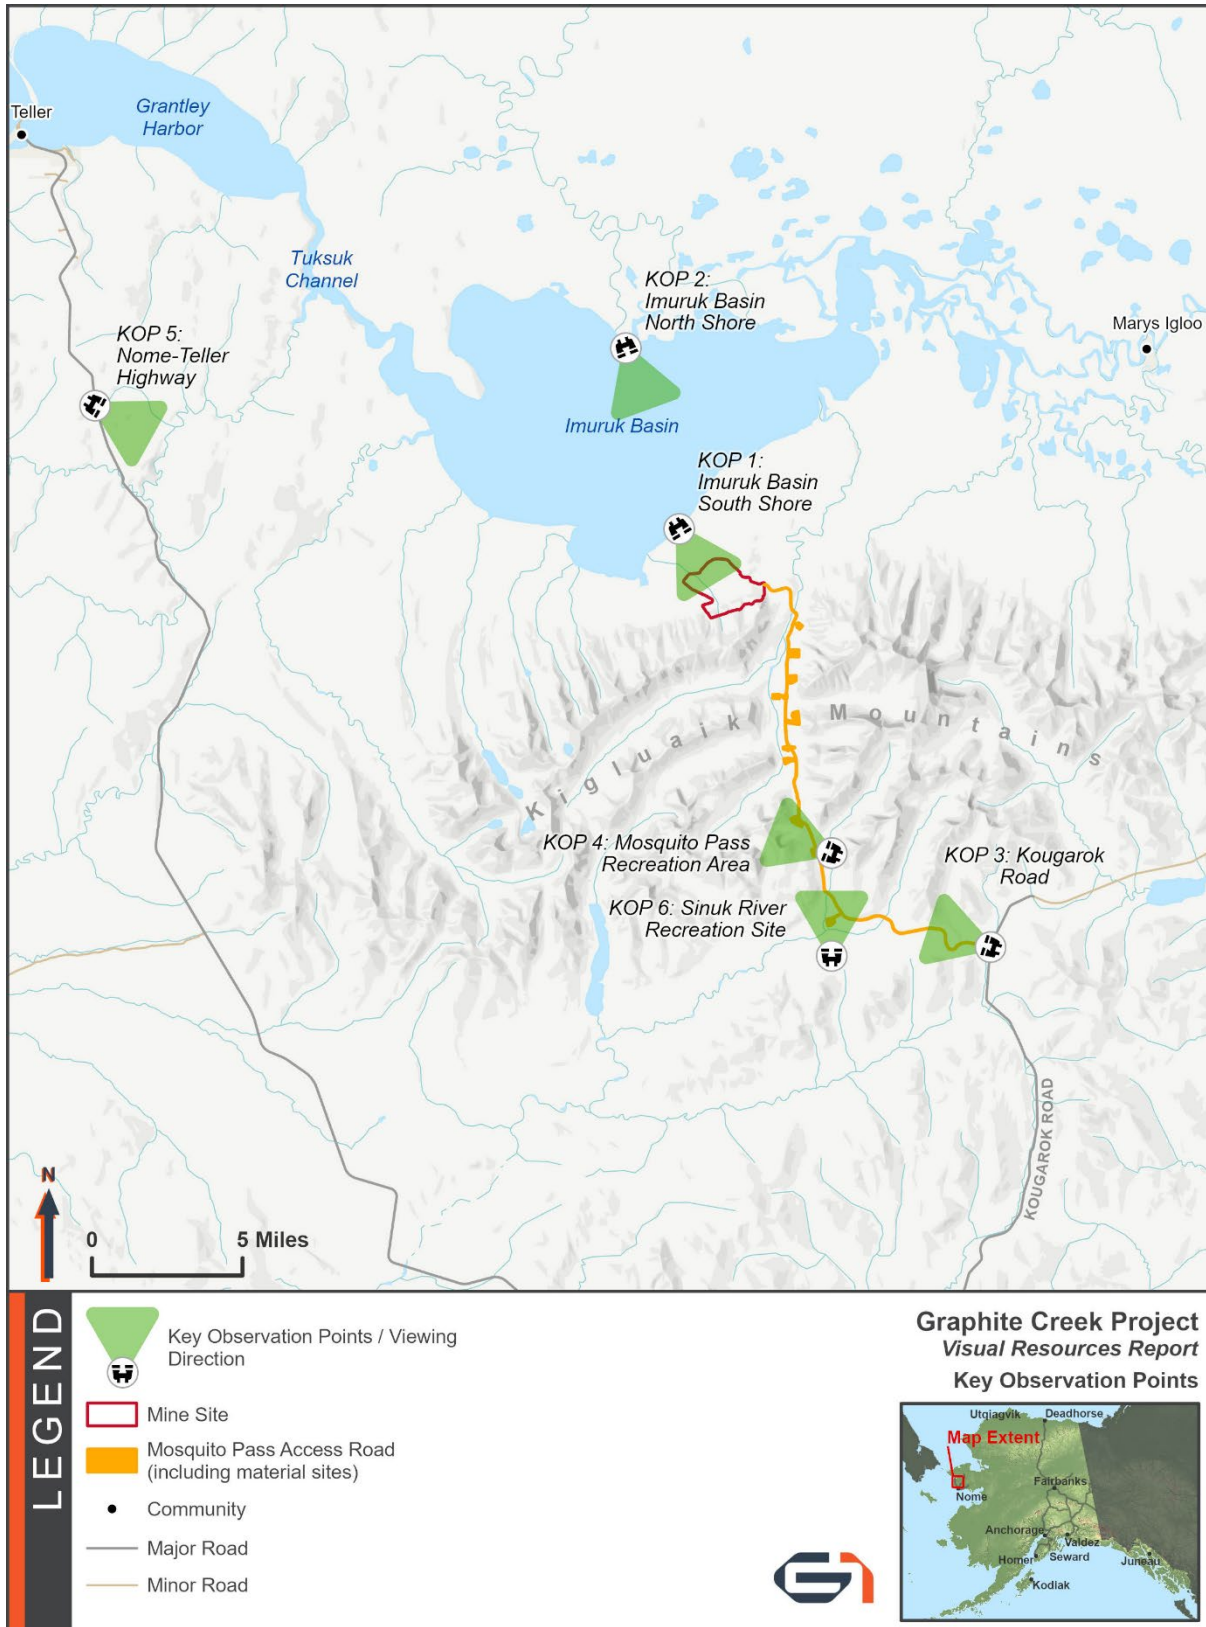 Teller
Grantley
Harbor
Tuksuk
Channel
KOP 2:
Imuruk Basin
North Shore
Marys Igloo
KOP 5:
Nome-Teller
Highway
Imuruk Basin
KOP 1:
Imuruk Basin
South Shore
Kigluaik Mountains
KOP 4: Mosquito Pass
Recreation Area
KOP 3: Kougarok
Road
KOP 6: Sinuk River
Recreation Site
KOUGAROK ROAD
N
0 5 Miles
LEGEND
Key Observation Points / Viewing
Direction
Mine Site
Mosquito Pass Access Road
(including material sites)
Community
Major Road
Minor Road
Graphite Creek Project
Visual Resources Report
Key Observation Points
Utqiagvik Deadhorse
Map Extent
Fairbanks
Nome
Anchorage
Valdez
Homer Seward
Juneau
Kodiak
G1